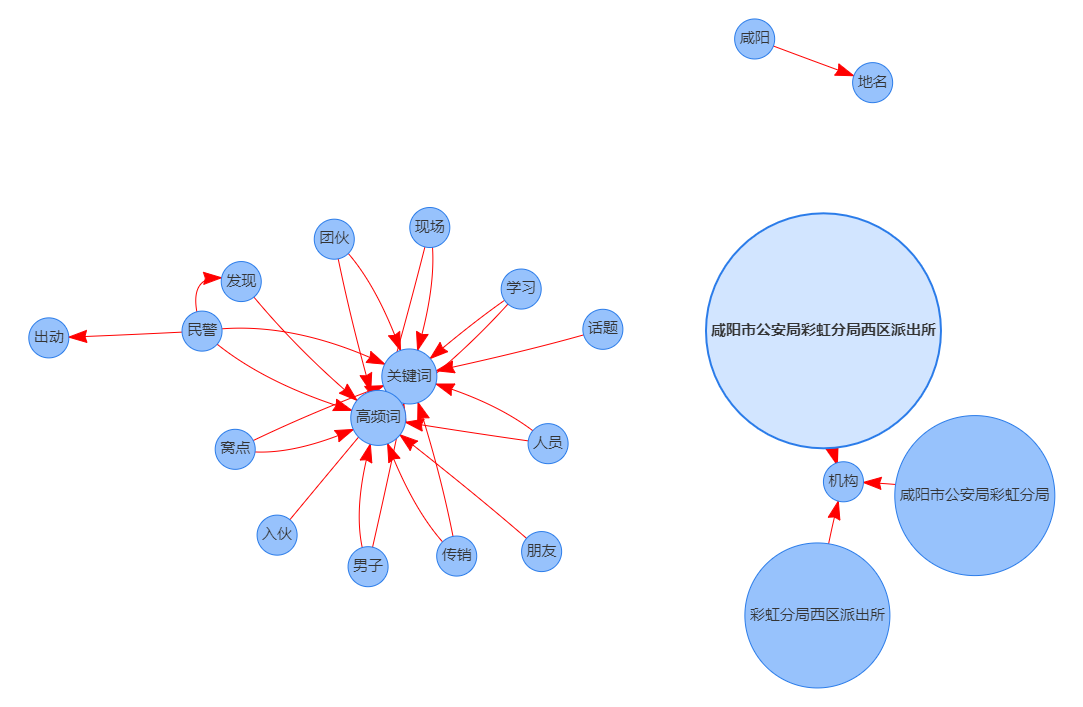 咸阳
地名
现场
团伙
发现
学习
民警
话题
出动
咸阳市公安局彩虹分局西区派出所
关键词
高频词
人员
窝点
机构
咸阳市公安局彩虹分局
入伙
朋友
传销
男子
彩虹分局西区派出所